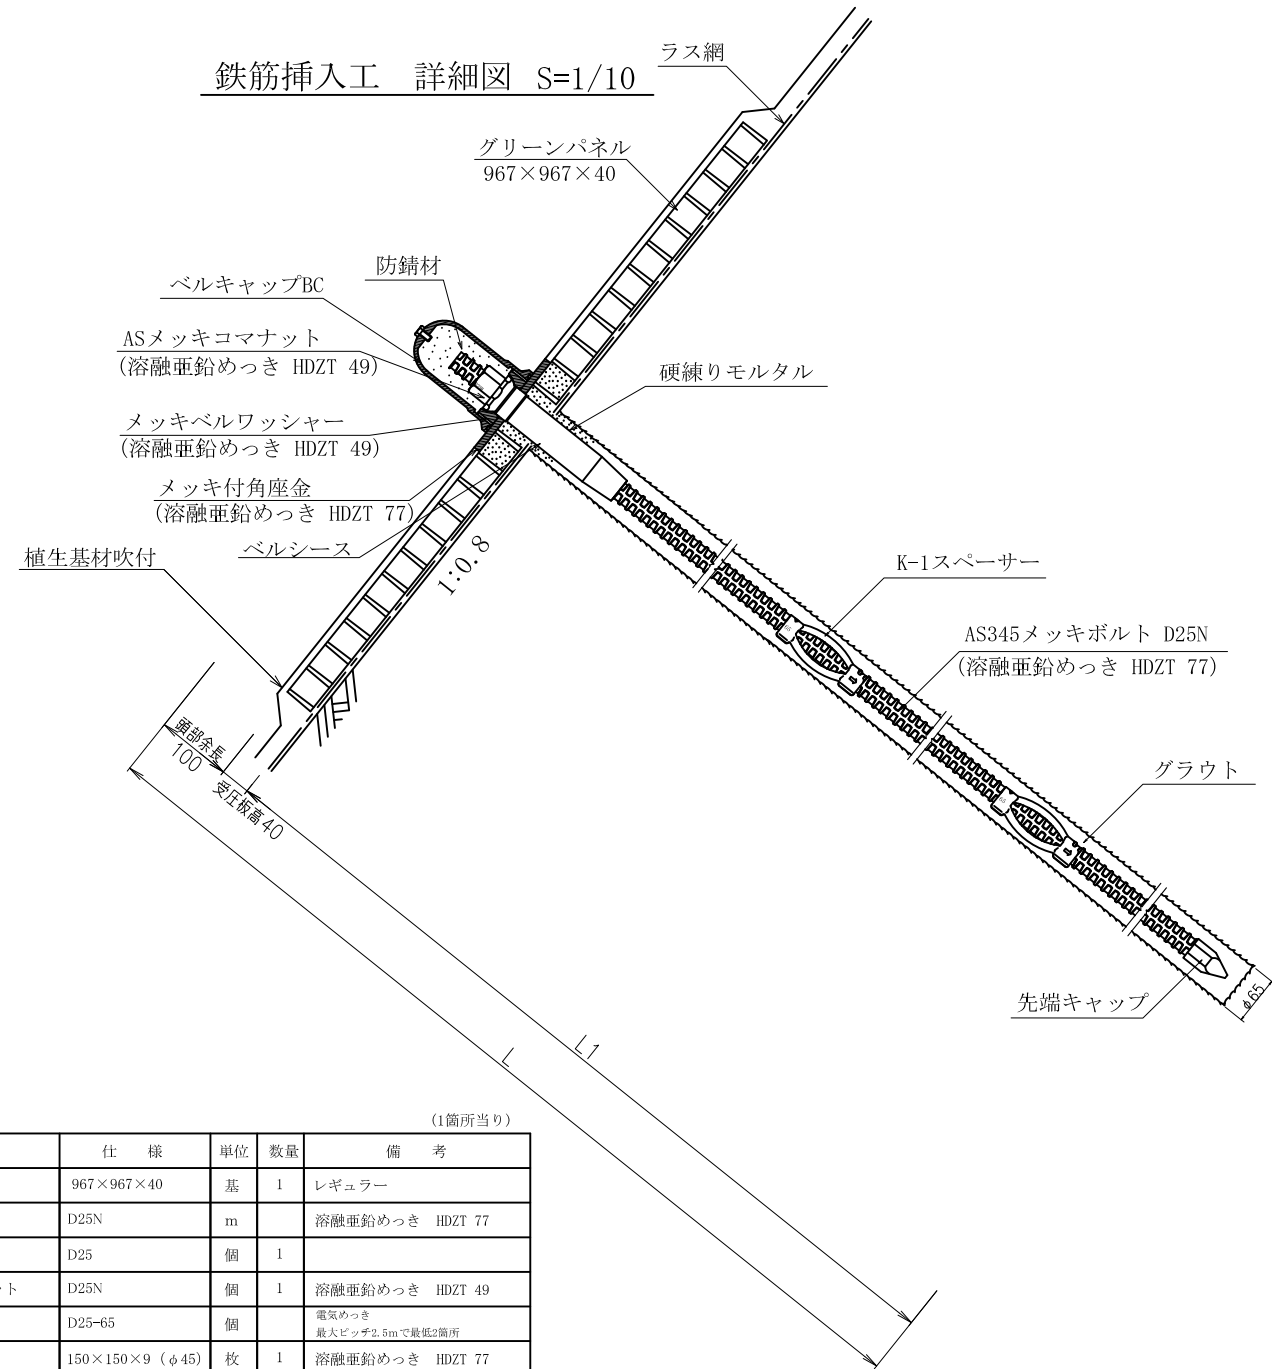 鉄筋挿入工　詳細図　S=1/10
ラス網
グリーンパネル
967×967×40
防錆材
ベルキャップBC
ASメッキコマナット
(溶融亜鉛めっき HDZT 49)
硬練りモルタル
メッキベルワッシャー
(溶融亜鉛めっき HDZT 49)
メッキ付角座金
(溶融亜鉛めっき HDZT 77)
ベルシース
植生基材吹付
1:0.8
K-1スペーサー
AS345メッキボルト D25N
(溶融亜鉛めっき HDZT 77)
頭部余長
100
受圧板高40
グラウト
先端キャップ
φ65
L1
L
(1箇所当り)
仕　様 単位 数量 備　考
967×967×40 基 1 レギュラー
D25N m 溶融亜鉛めっき　HDZT 77
D25 個 1
ット D25N 個 1 溶融亜鉛めっき　HDZT 49
D25-65 個 電気めっき
最大ピッチ2.5mで最低2箇所
150×150×9 (φ45) 枚 1 溶融亜鉛めっき　HDZT 77